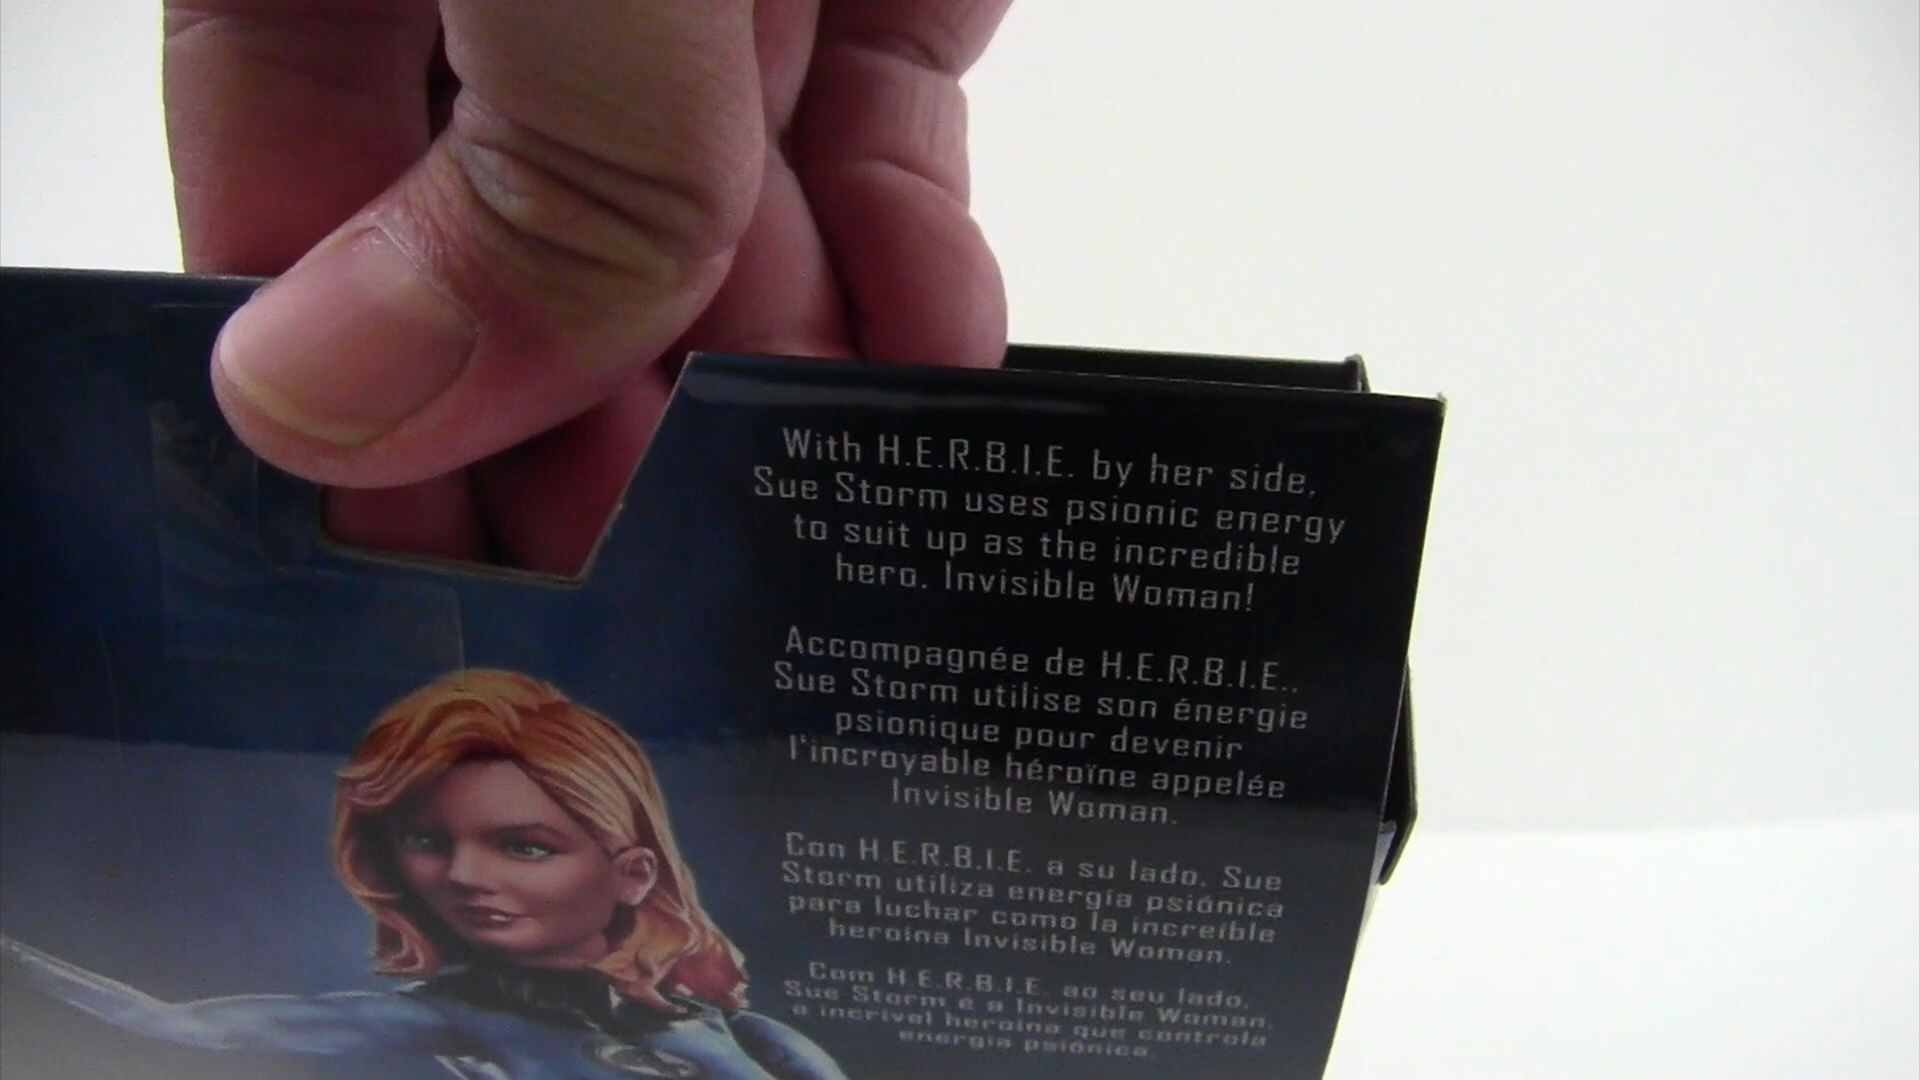 With H.E.R.B.I.E. by her side,
Sue Storm uses psionic energy
to suit up as the incredible
hero, Invisible Woman!
Accompagnée de H.E.R.B.I.E.,
Sue Storm utilise son énergie
psionique pour devenir
l'incroyable héroïne appelée
Invisible Woman.
Con H.E.R.B.I.E. a su lado, Sue
Storm utiliza energía psiónica
para luchar como la increíble
heroína Invisible Woman.
Com H.E.R.B.I.E. ao seu lado,
Sue Storm é a Invisible Woman,
a incrível heroína que controla
energia psiônica.